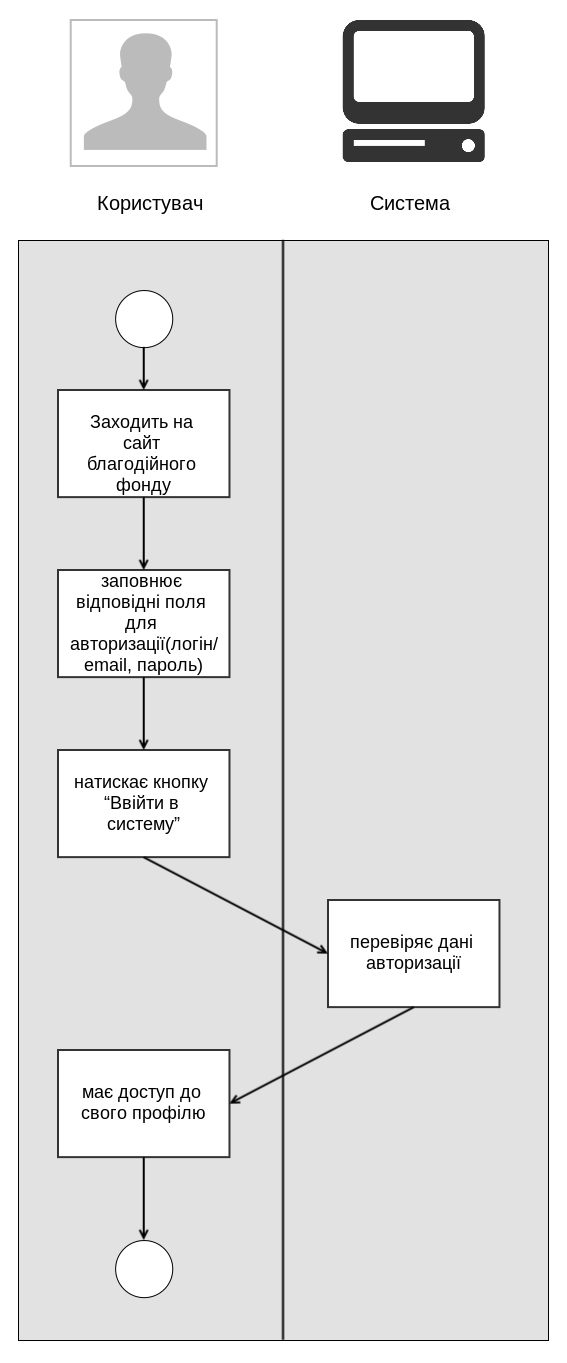 Користувач
Система
Заходить на
сайт
благодійного
фонду
заповнює
відповідні поля
для
авторизації(логін/
email, пароль)
натискає кнопку
“Ввійти в
систему”
перевіряє дані
авторизації
має доступ до
свого профілю